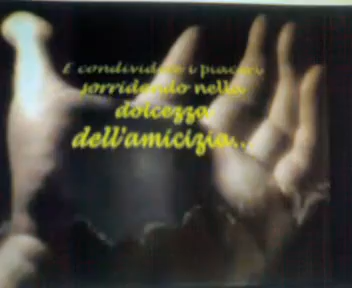 E condividere i piaceri
sorridendo nella
dolcezza
dell'amicizia...